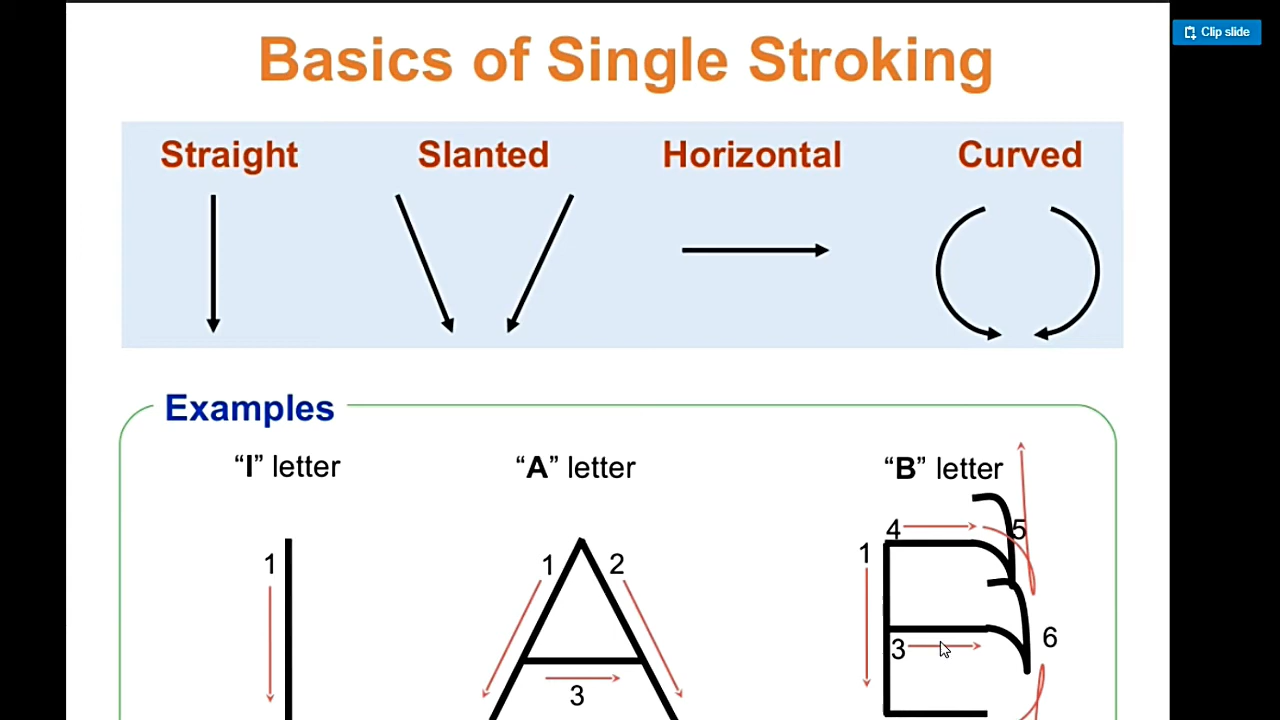 Clip slide
Basics of Single Stroking
Straight Slanted Horizontal Curved
Examples
“I” letter “A” letter “B” letter
4 5
1 1 2 1
6
3
3